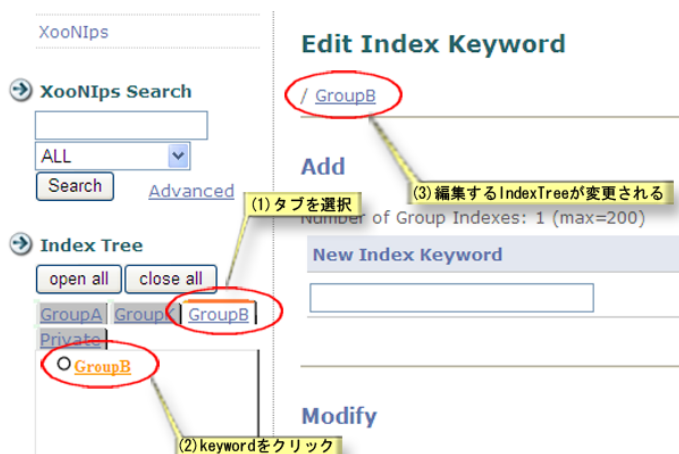 XooNIps
Edit Index Keyword
XooNIps Search
/ GroupB
ALL
Add
Search
Advanced
(1)タブを選択
(3)編集するIndexTreeが変更される
Number of Group Indexes: 1 (max=200)
Index Tree
New Index Keyword
open all
close all
GroupA
GroupX
GroupB
Private
GroupB
Modify
(2)keywordをクリック